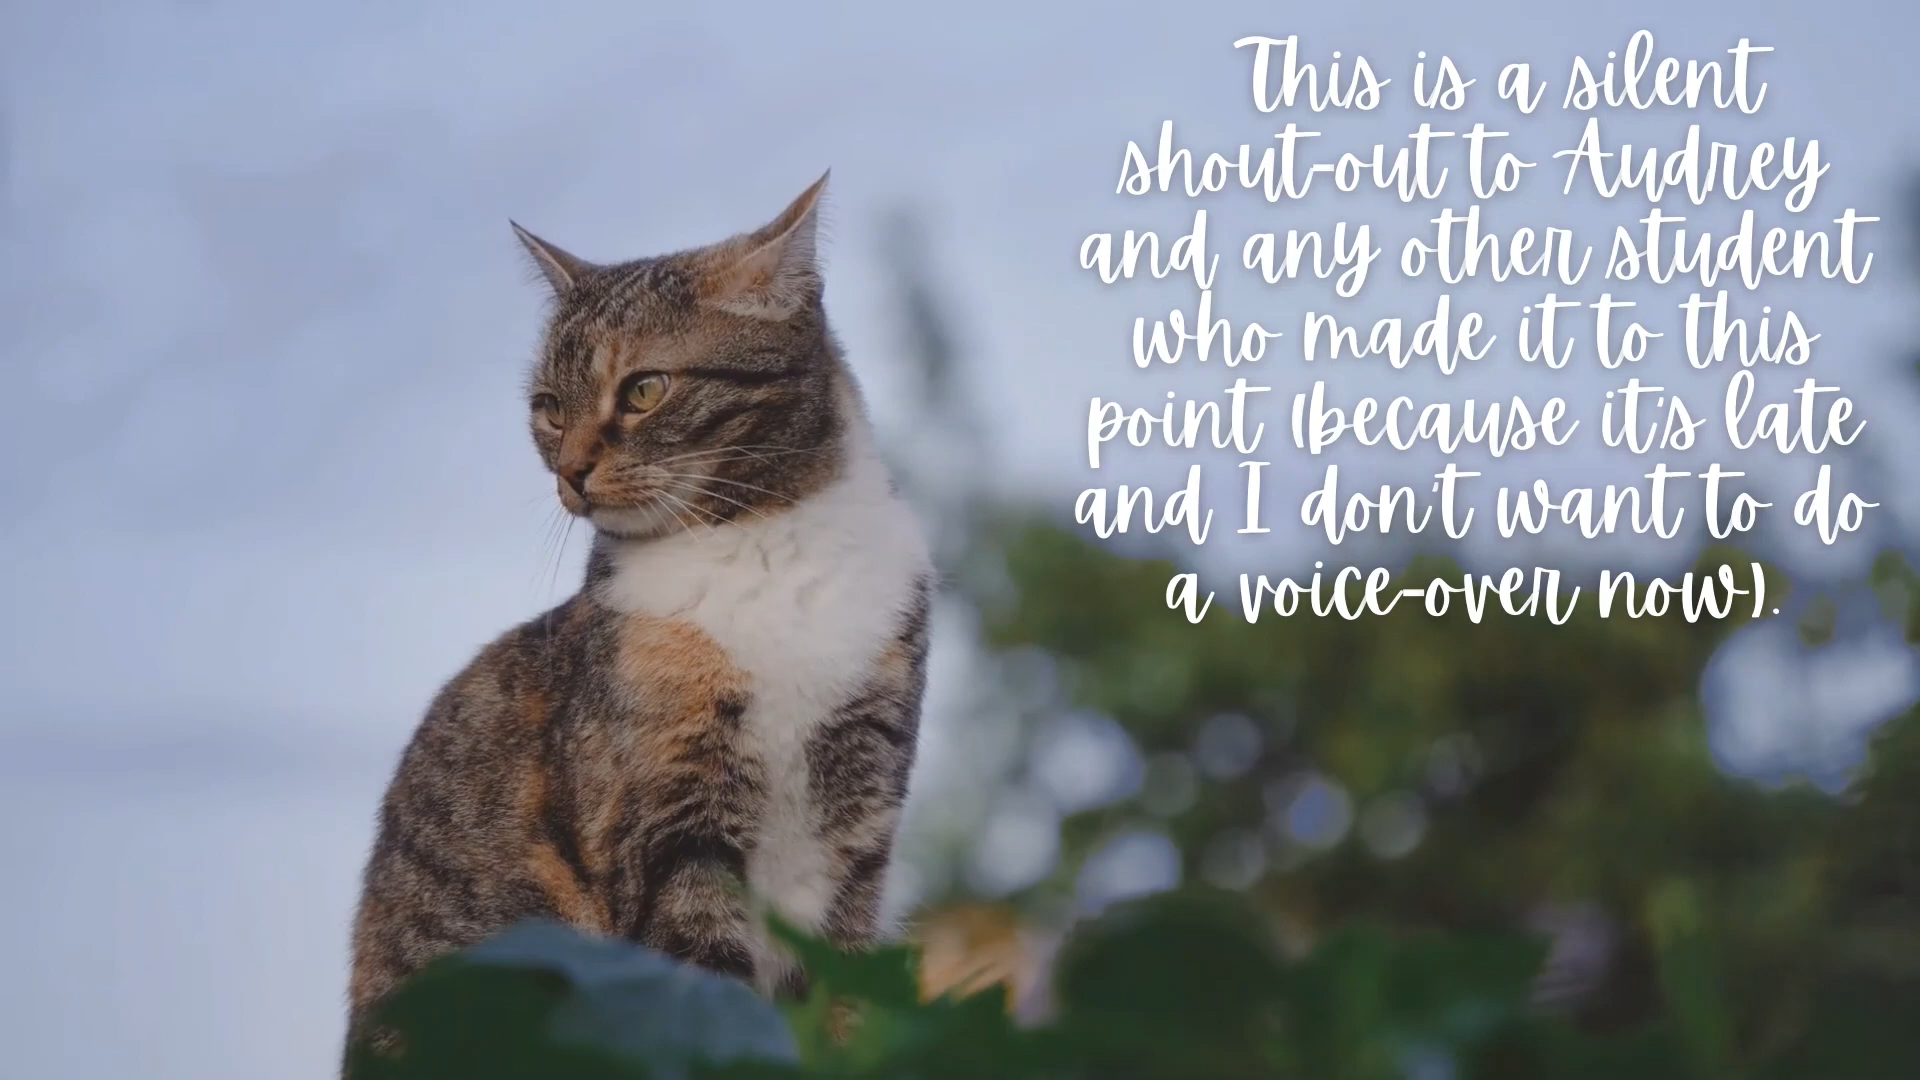 This is a silent
shout-out to Audrey
and any other student
who made it to this
point (because it's late
and I don't want to do
a voice-over now).